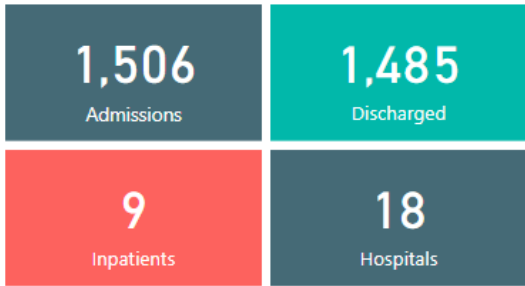 1,506
Admissions
1,485
Discharged
9
Inpatients
18
Hospitals